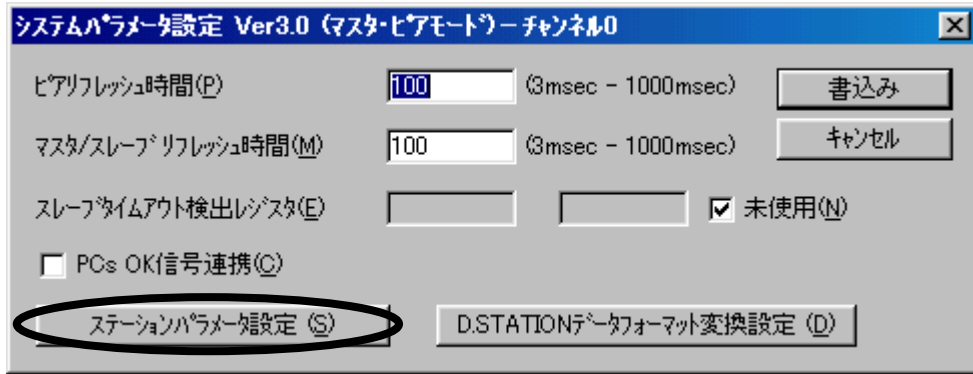 ｼｽﾃﾑﾊﾟﾗﾒｰﾀ設定 Ver3.0 (ﾏｽﾀ･ﾋﾟｱﾓｰﾄﾞ) － ﾁｬﾝﾈﾙ0
ﾋﾟｱﾘﾌﾚｯｼｭ時間(P) 100 (3msec - 1000msec) 書込み
ﾏｽﾀ/ｽﾚｰﾌﾞﾘﾌﾚｯｼｭ時間(M) 100 (3msec - 1000msec) ｷｬﾝｾﾙ
ｽﾚｰﾌﾞﾀｲﾑｱｳﾄ検出ﾚｼﾞｽﾀ(E) 未使用(N)
PCs OK信号連携(C)
ｽﾃｰｼｮﾝﾊﾟﾗﾒｰﾀ設定 (S) D.STATIONﾃﾞｰﾀﾌｫｰﾏｯﾄ変換設定 (D)